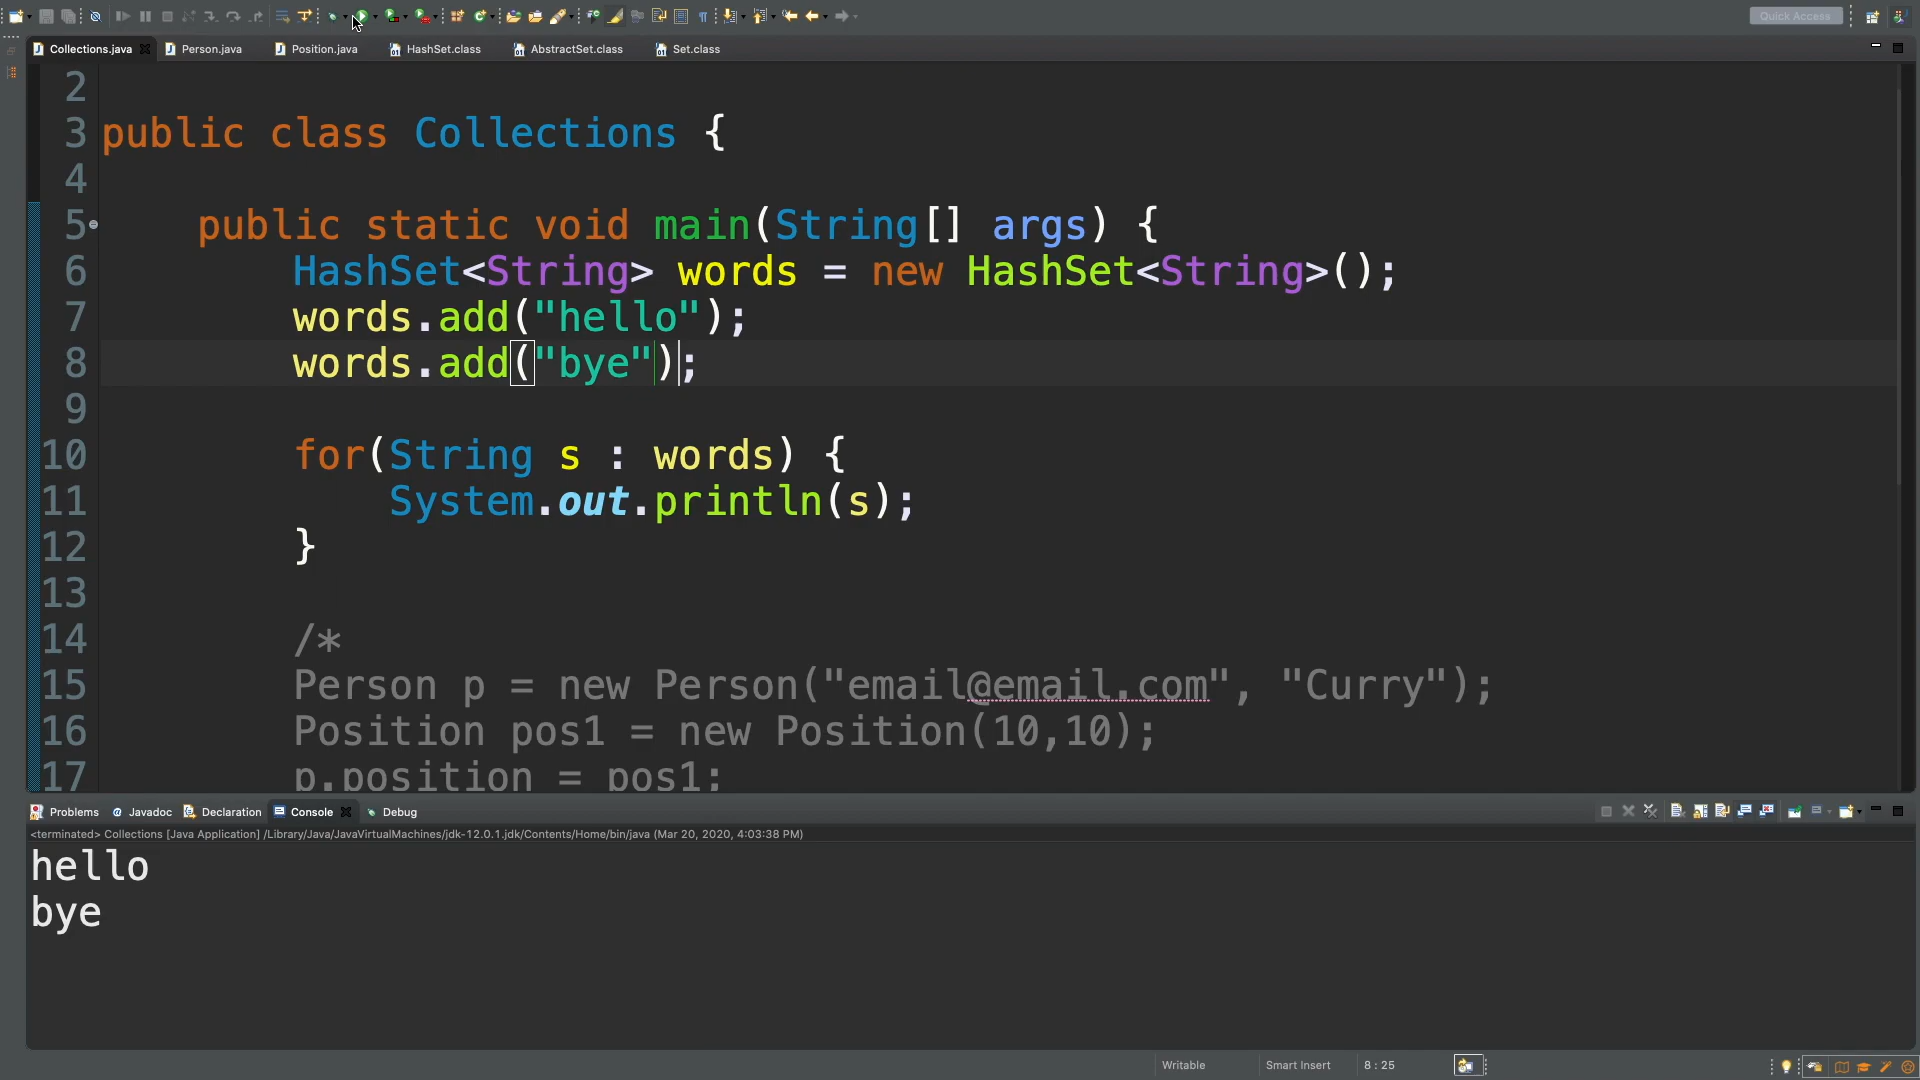 Quick Access
Collections.java Person.java Position.java HashSet.class AbstractSet.class Set.class
2
3 public class Collections {
4
5 public static void main(String[] args) {
6 HashSet<String> words = new HashSet<String>();
7 words.add("hello");
8 words.add("bye");
9
10 for(String s : words) {
11 System.out.println(s);
12 }
13
14 /*
15 Person p = new Person("email@email.com", "Curry");
16 Position pos1 = new Position(10,10);
17 p.position = pos1;
Problems @ Javadoc Declaration Console Debug
<terminated> Collections [Java Application] /Library/Java/JavaVirtualMachines/jdk-12.0.1.jdk/Contents/Home/bin/java (Mar 20, 2020, 4:03:38 PM)
hello
bye
Writable Smart Insert 8 : 25